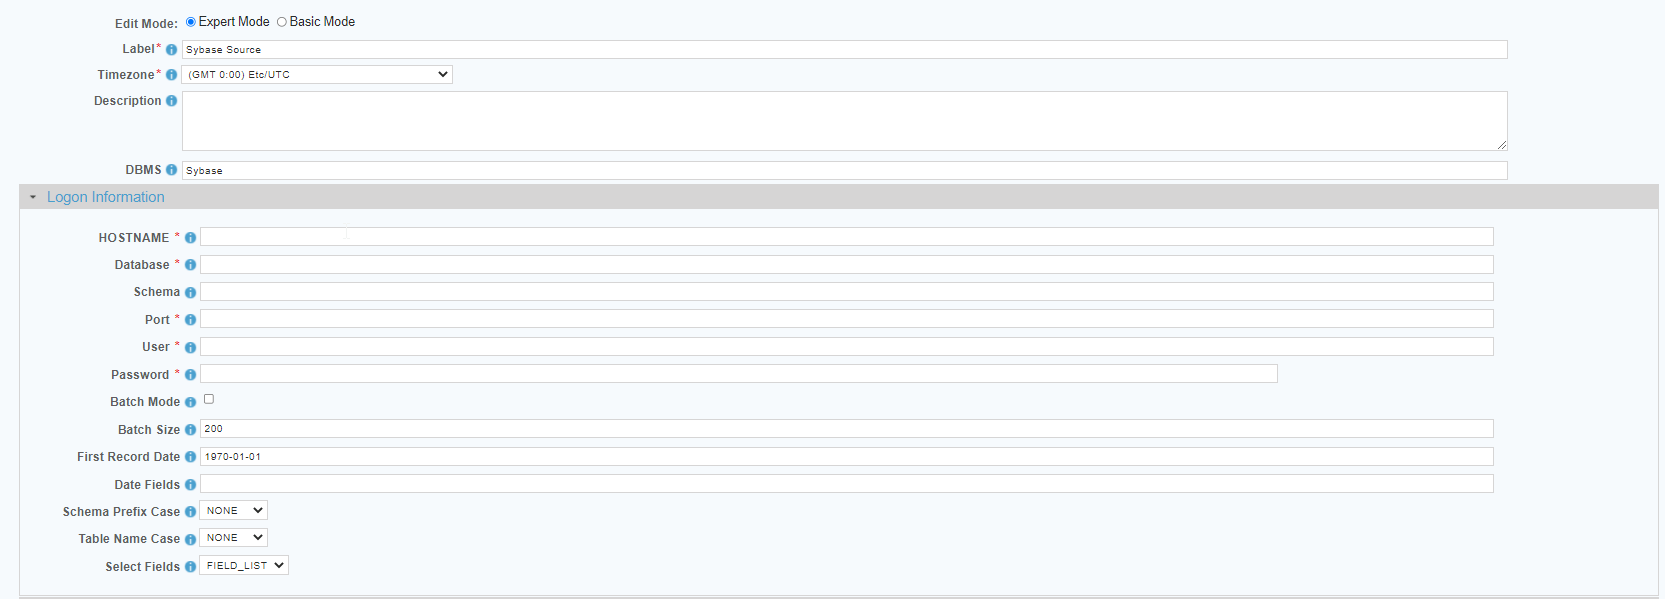 Edit Mode: Expert Mode Basic Mode
Label* Sybase Source
Timezone* (GMT 0:00) Etc/UTC
Description
DBMS Sybase
Logon Information
HOSTNAME *
Database *
Schema
Port *
User *
Password *
Batch Mode
Batch Size 200
First Record Date 1970-01-01
Date Fields
Schema Prefix Case NONE
Table Name Case NONE
Select Fields FIELD_LIST